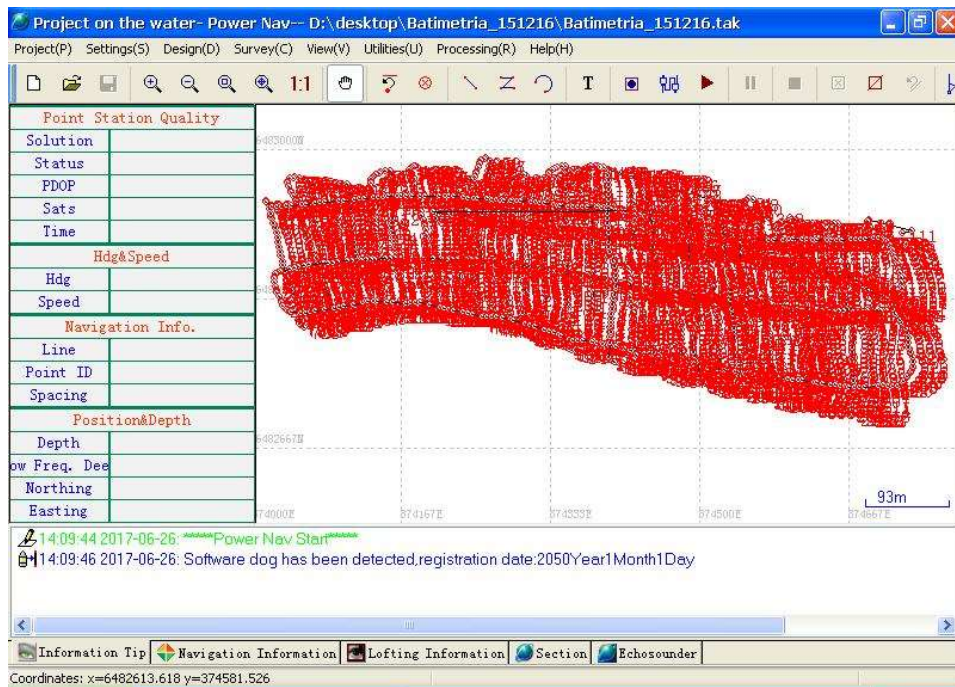 Project on the water- Power Nav-- D:\desktop\Batimetria_151216\Batimetria_151216.tak
Project(P) Settings(S) Design(D) Survey(C) View(V) Utilities(U) Processing(R) Help(H)
1:1 T
Point Station Quality
Solution
Status
PDOP
Sats
Time
Hdg&Speed
Hdg
Speed
Navigation Info.
Line
Point ID
Spacing
Position&Depth
Depth
ow Freq. Dee
Northing
Easting
6483000N
6482667N
374000E 374167E 374333E 374500E 374667E
93m
14:09:44 2017-06-26: *****Power Nav Start*****
14:09:46 2017-06-26: Software dog has been detected,registration date:2050Year1Month1Day
Information Tip Navigation Information Lofting Information Section Echosounder
Coordinates: x=6482613.618 y=374581.526